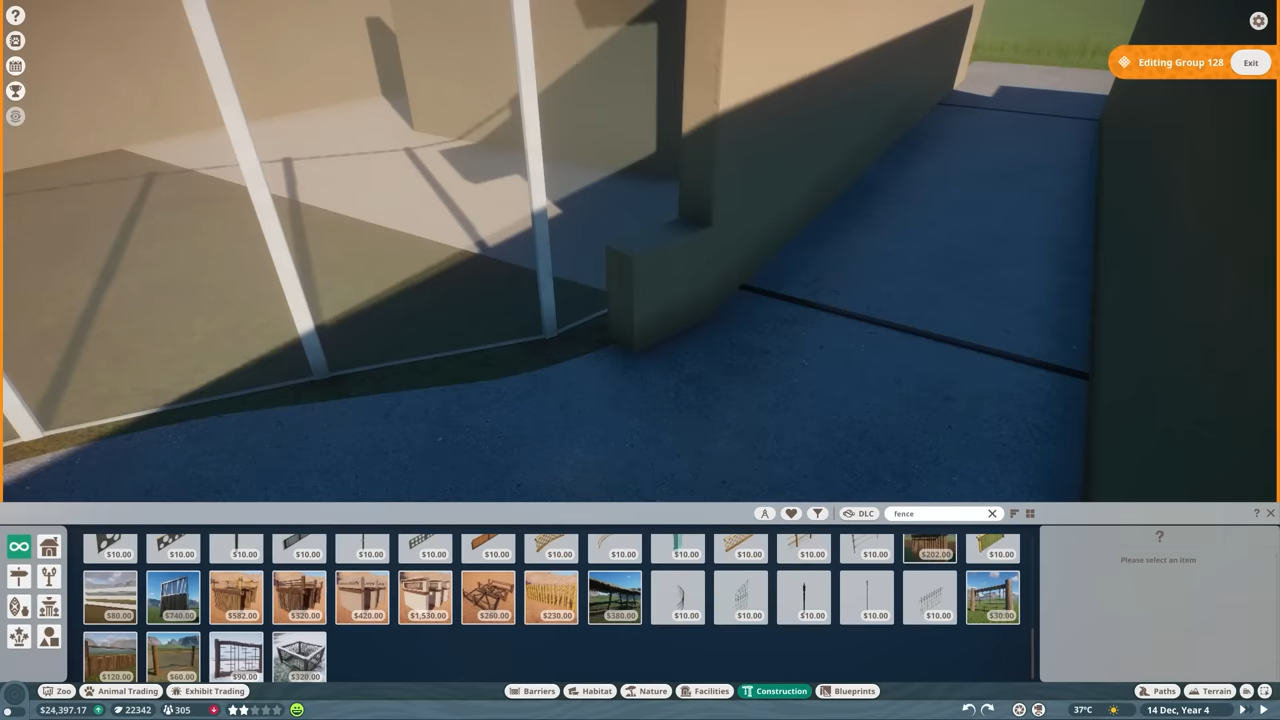 Editing Group 128
Exit
DLC
fence
?
?
Please select an item
$10.00 $10.00 $10.00 $10.00 $10.00 $10.00 $10.00 $10.00 $10.00 $10.00 $10.00 $10.00 $10.00 $202.00 $10.00
$80.00 $740.00 $582.00 $320.00 $420.00 $1,530.00 $260.00 $230.00 $380.00 $10.00 $10.00 $10.00 $10.00 $10.00 $30.00
$120.00 $60.00 $90.00 $320.00
Zoo Animal Trading Exhibit Trading Barriers Habitat Nature Facilities Construction Blueprints Paths Terrain
$24,397.17 22342 305 37°C 14 Dec, Year 4